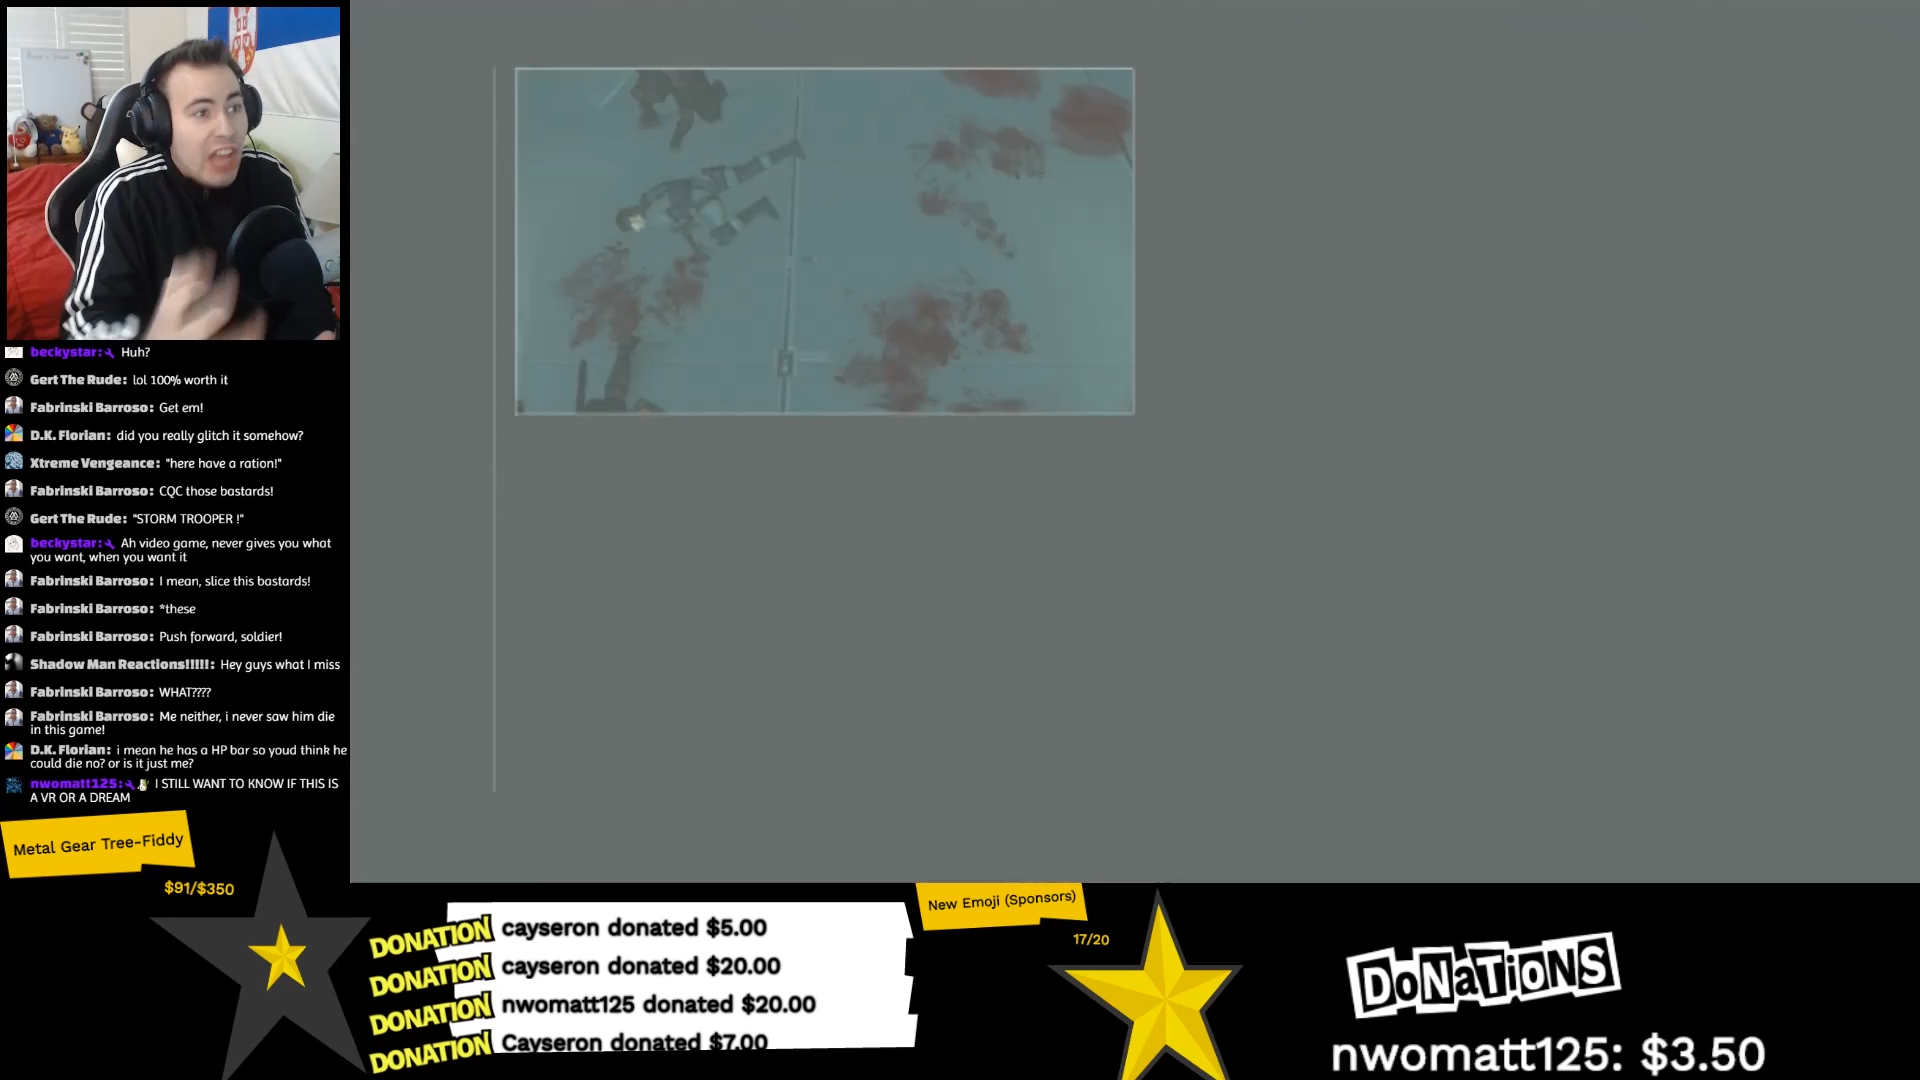 beckystar: Huh?
Gert The Rude: lol 100% worth it
Fabrinski Barroso: Get em!
D.K. Florian: did you really glitch it somehow?
Xtreme Vengeance: "here have a ration!"
Fabrinski Barroso: CQC those bastards!
Gert The Rude: "STORM TROOPER !"
beckystar: Ah video game, never gives you what
you want, when you want it
Fabrinski Barroso: I mean, slice this bastards!
Fabrinski Barroso: *these
Fabrinski Barroso: Push forward, soldier!
Shadow Man Reactions!!!!!: Hey guys what I miss
Fabrinski Barroso: WHAT????
Fabrinski Barroso: Me neither, i never saw him die
in this game!
D.K. Florian: i mean he has a HP bar so youd think he
could die no? or is it just me?
nwomatt125: I STILL WANT TO KNOW IF THIS IS
A VR OR A DREAM
Metal Gear Tree-Fiddy
$91/$350
DONATION cayseron donated $5.00
DONATION cayseron donated $20.00
DONATION nwomatt125 donated $20.00
DONATION Cayseron donated $7.00
New Emoji (Sponsors)
17/20
DoNaTiONS
nwomatt125: $3.50